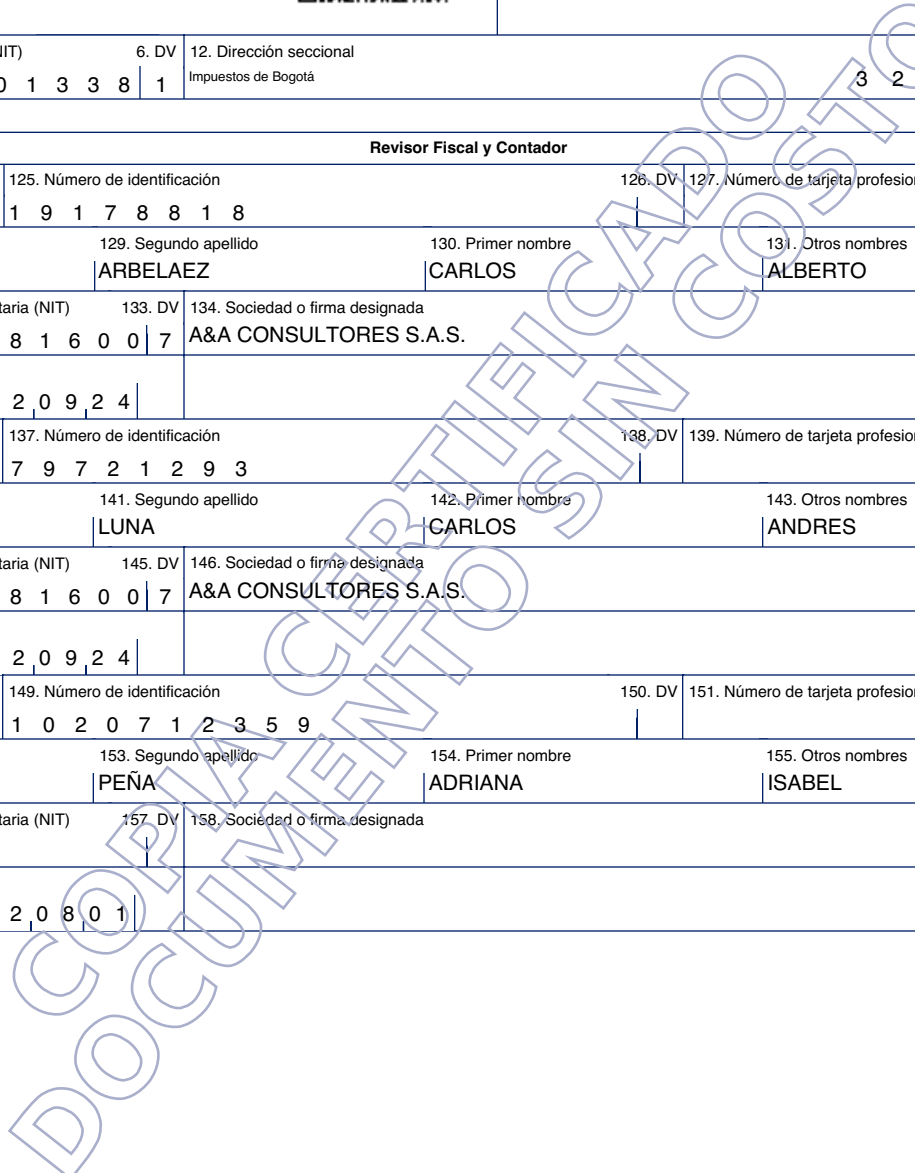 IIT) 6. DV 12. Dirección seccional
0 1 3 3 8 1 Impuestos de Bogotá 3 2
Revisor Fiscal y Contador
125. Número de identificación 126. DV 127. Número de tarjeta profesion
1 9 1 7 8 8 1 8
129. Segundo apellido 130. Primer nombre 131. Otros nombres
ARBELAEZ CARLOS ALBERTO
taria (NIT) 133. DV 134. Sociedad o firma designada
8 1 6 0 0 7 A&A CONSULTORES S.A.S.
2 0 9 2 4
137. Número de identificación 138. DV 139. Número de tarjeta profesion
7 9 7 2 1 2 9 3
141. Segundo apellido 142. Primer nombre 143. Otros nombres
LUNA CARLOS ANDRES
taria (NIT) 145. DV 146. Sociedad o firma designada
8 1 6 0 0 7 A&A CONSULTORES S.A.S.
2 0 9 2 4
149. Número de identificación 150. DV 151. Número de tarjeta profesion
1 0 2 0 7 1 2 3 5 9
153. Segundo apellido 154. Primer nombre 155. Otros nombres
PEÑA ADRIANA ISABEL
taria (NIT) 157. DV 158. Sociedad o firma designada
2 0 8 0 1
COPIA CERTIFICADO
DOCUMENTO SIN COSTO